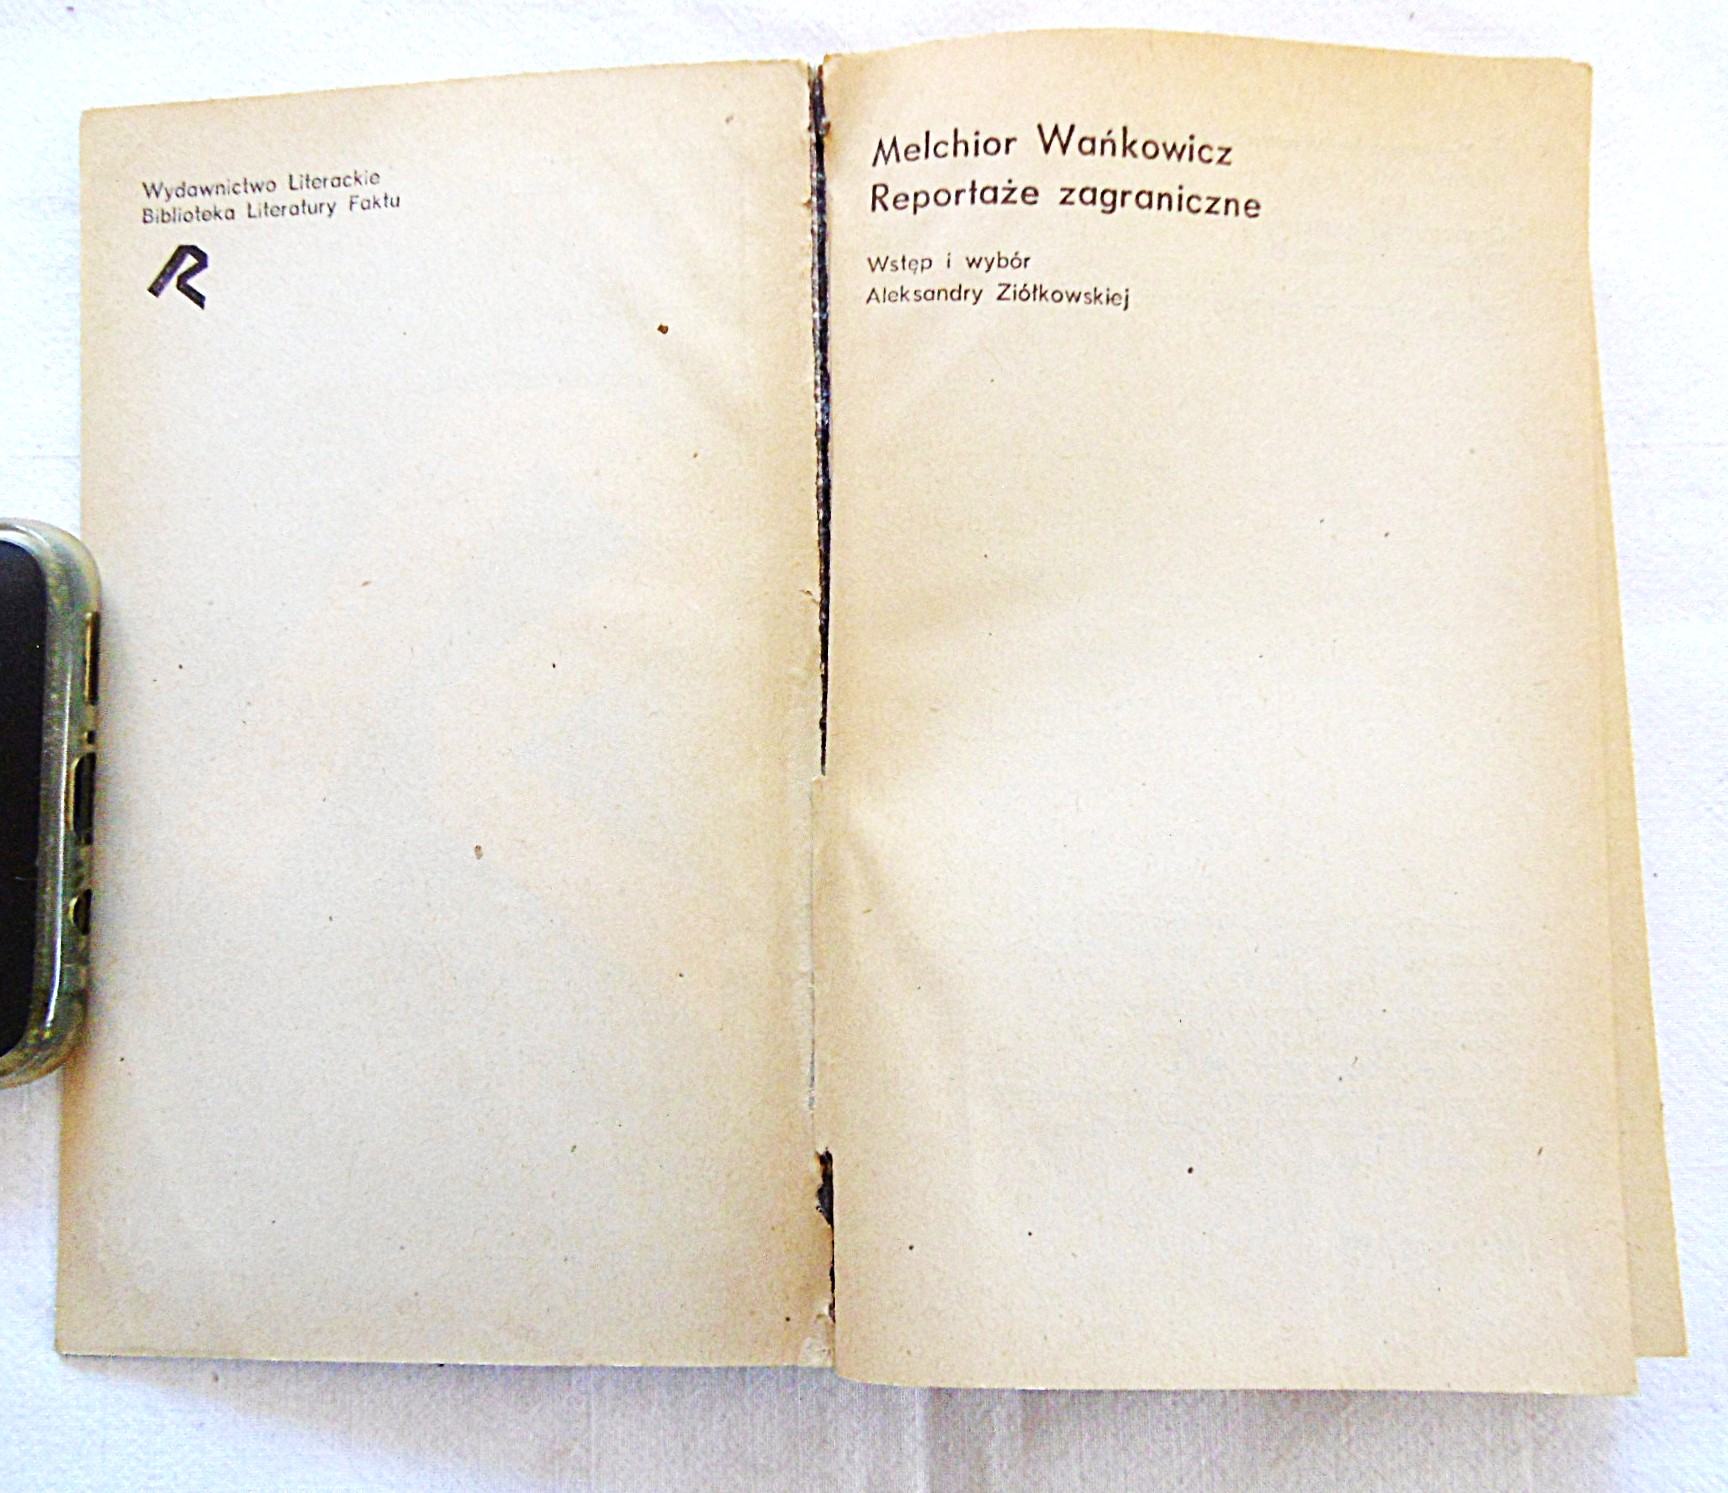 Wydawnictwo Literackie
Biblioteka Literatury Faktu
R
Melchior Wańkowicz
Reportaże zagraniczne
Wstęp i wybór
Aleksandry Ziółkowskiej